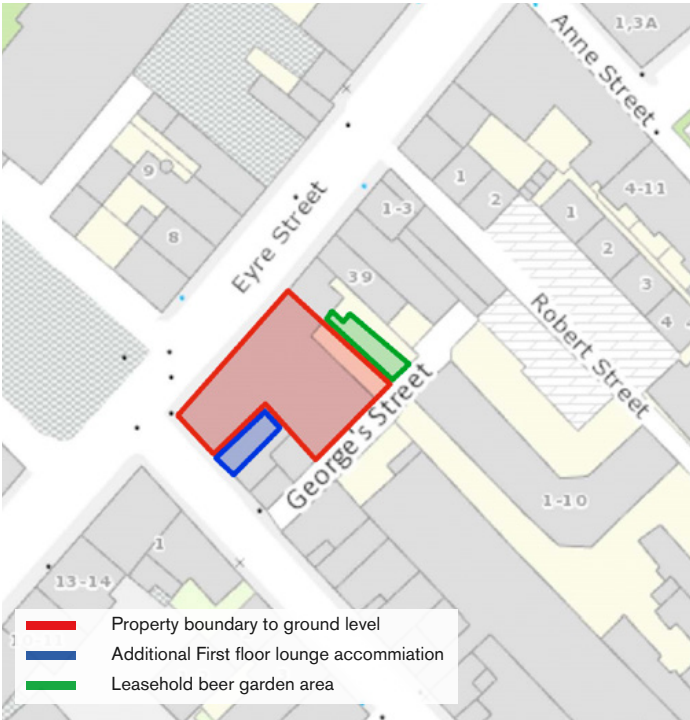 1,3A
Anne Street
9
1
2
4-11
1-3
1
8
Eyre Street
2
39
3
4
Robert Street
George's Street
1-10
1
13-14
Property boundary to ground level
Additional First floor lounge accommiation
Leasehold beer garden area